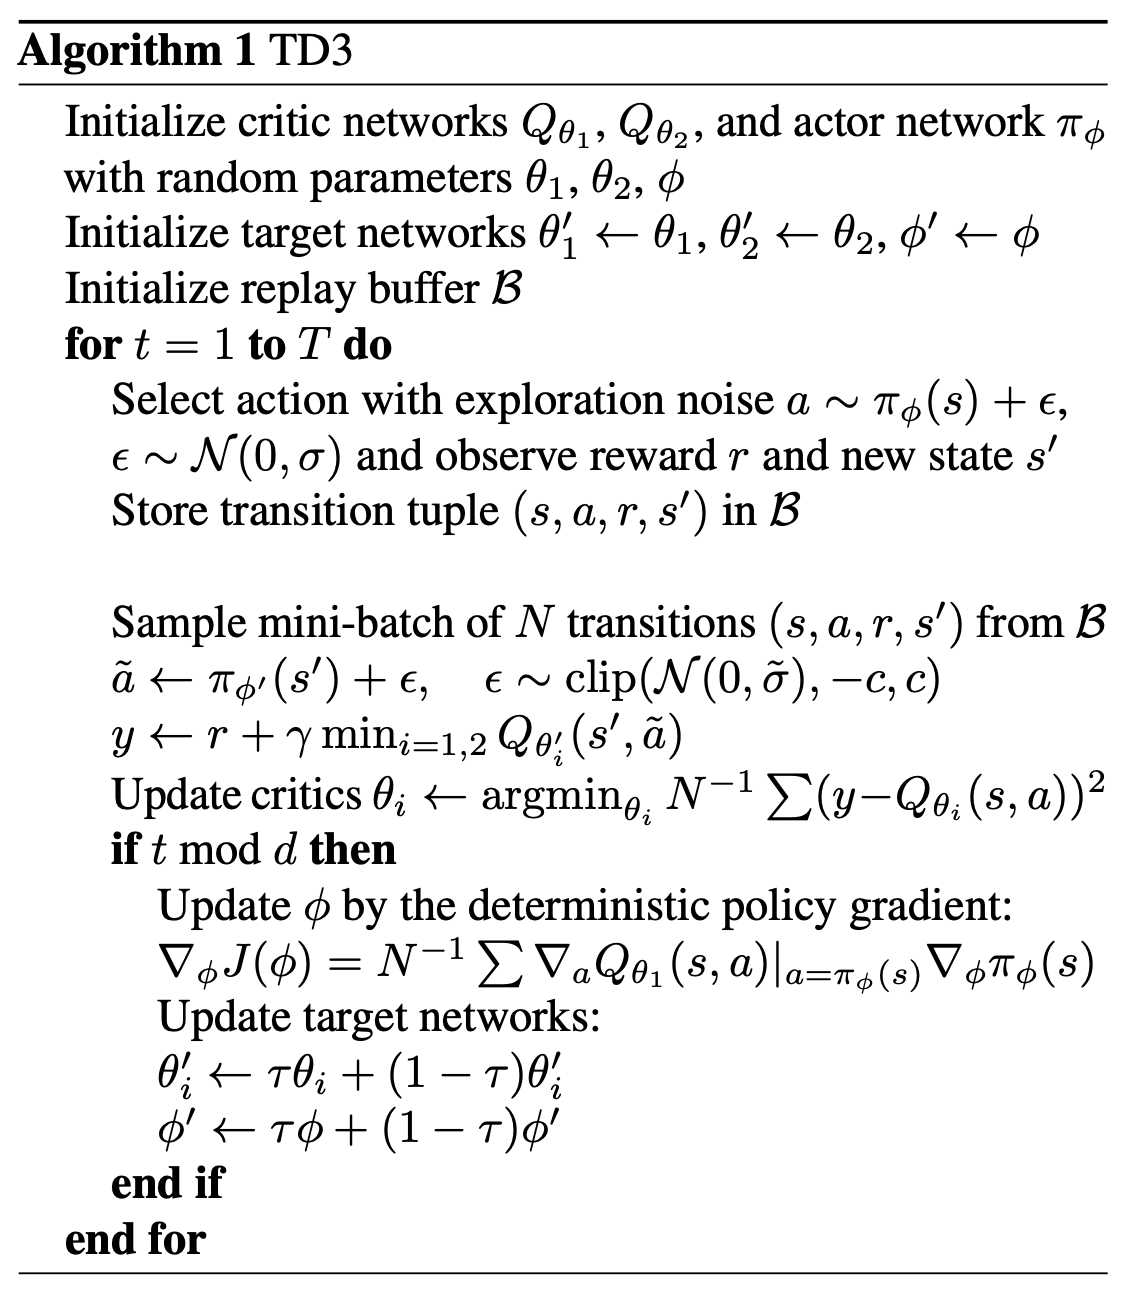 Algorithm 1 TD3
Initialize critic networks $Q_{\theta_1}$, $Q_{\theta_2}$, and actor network $\pi_\phi$
with random parameters $\theta_1$, $\theta_2$, $\phi$
Initialize target networks $\theta'_1 \leftarrow \theta_1$, $\theta'_2 \leftarrow \theta_2$, $\phi' \leftarrow \phi$
Initialize replay buffer $\mathcal{B}$
for $t = 1$ to $T$ do
Select action with exploration noise $a \sim \pi_\phi(s) + \epsilon$,
$\epsilon \sim \mathcal{N}(0, \sigma)$ and observe reward $r$ and new state $s'$
Store transition tuple $(s, a, r, s')$ in $\mathcal{B}$
Sample mini-batch of $N$ transitions $(s, a, r, s')$ from $\mathcal{B}$
$\tilde{a} \leftarrow \pi_{\phi'}(s') + \epsilon, \quad \epsilon \sim \text{clip}(\mathcal{N}(0, \tilde{\sigma}), -c, c)$
$y \leftarrow r + \gamma \min_{i=1,2} Q_{\theta'_i}(s', \tilde{a})$
Update critics $\theta_i \leftarrow \text{argmin}_{\theta_i} N^{-1} \sum (y - Q_{\theta_i}(s, a))^2$
if $t$ mod $d$ then
Update $\phi$ by the deterministic policy gradient:
$\nabla_\phi J(\phi) = N^{-1} \sum \nabla_a Q_{\theta_1}(s, a)|_{a=\pi_\phi(s)} \nabla_\phi \pi_\phi(s)$
Update target networks:
$\theta'_i \leftarrow \tau\theta_i + (1 - \tau)\theta'_i$
$\phi' \leftarrow \tau\phi + (1 - \tau)\phi'$
end if
end for